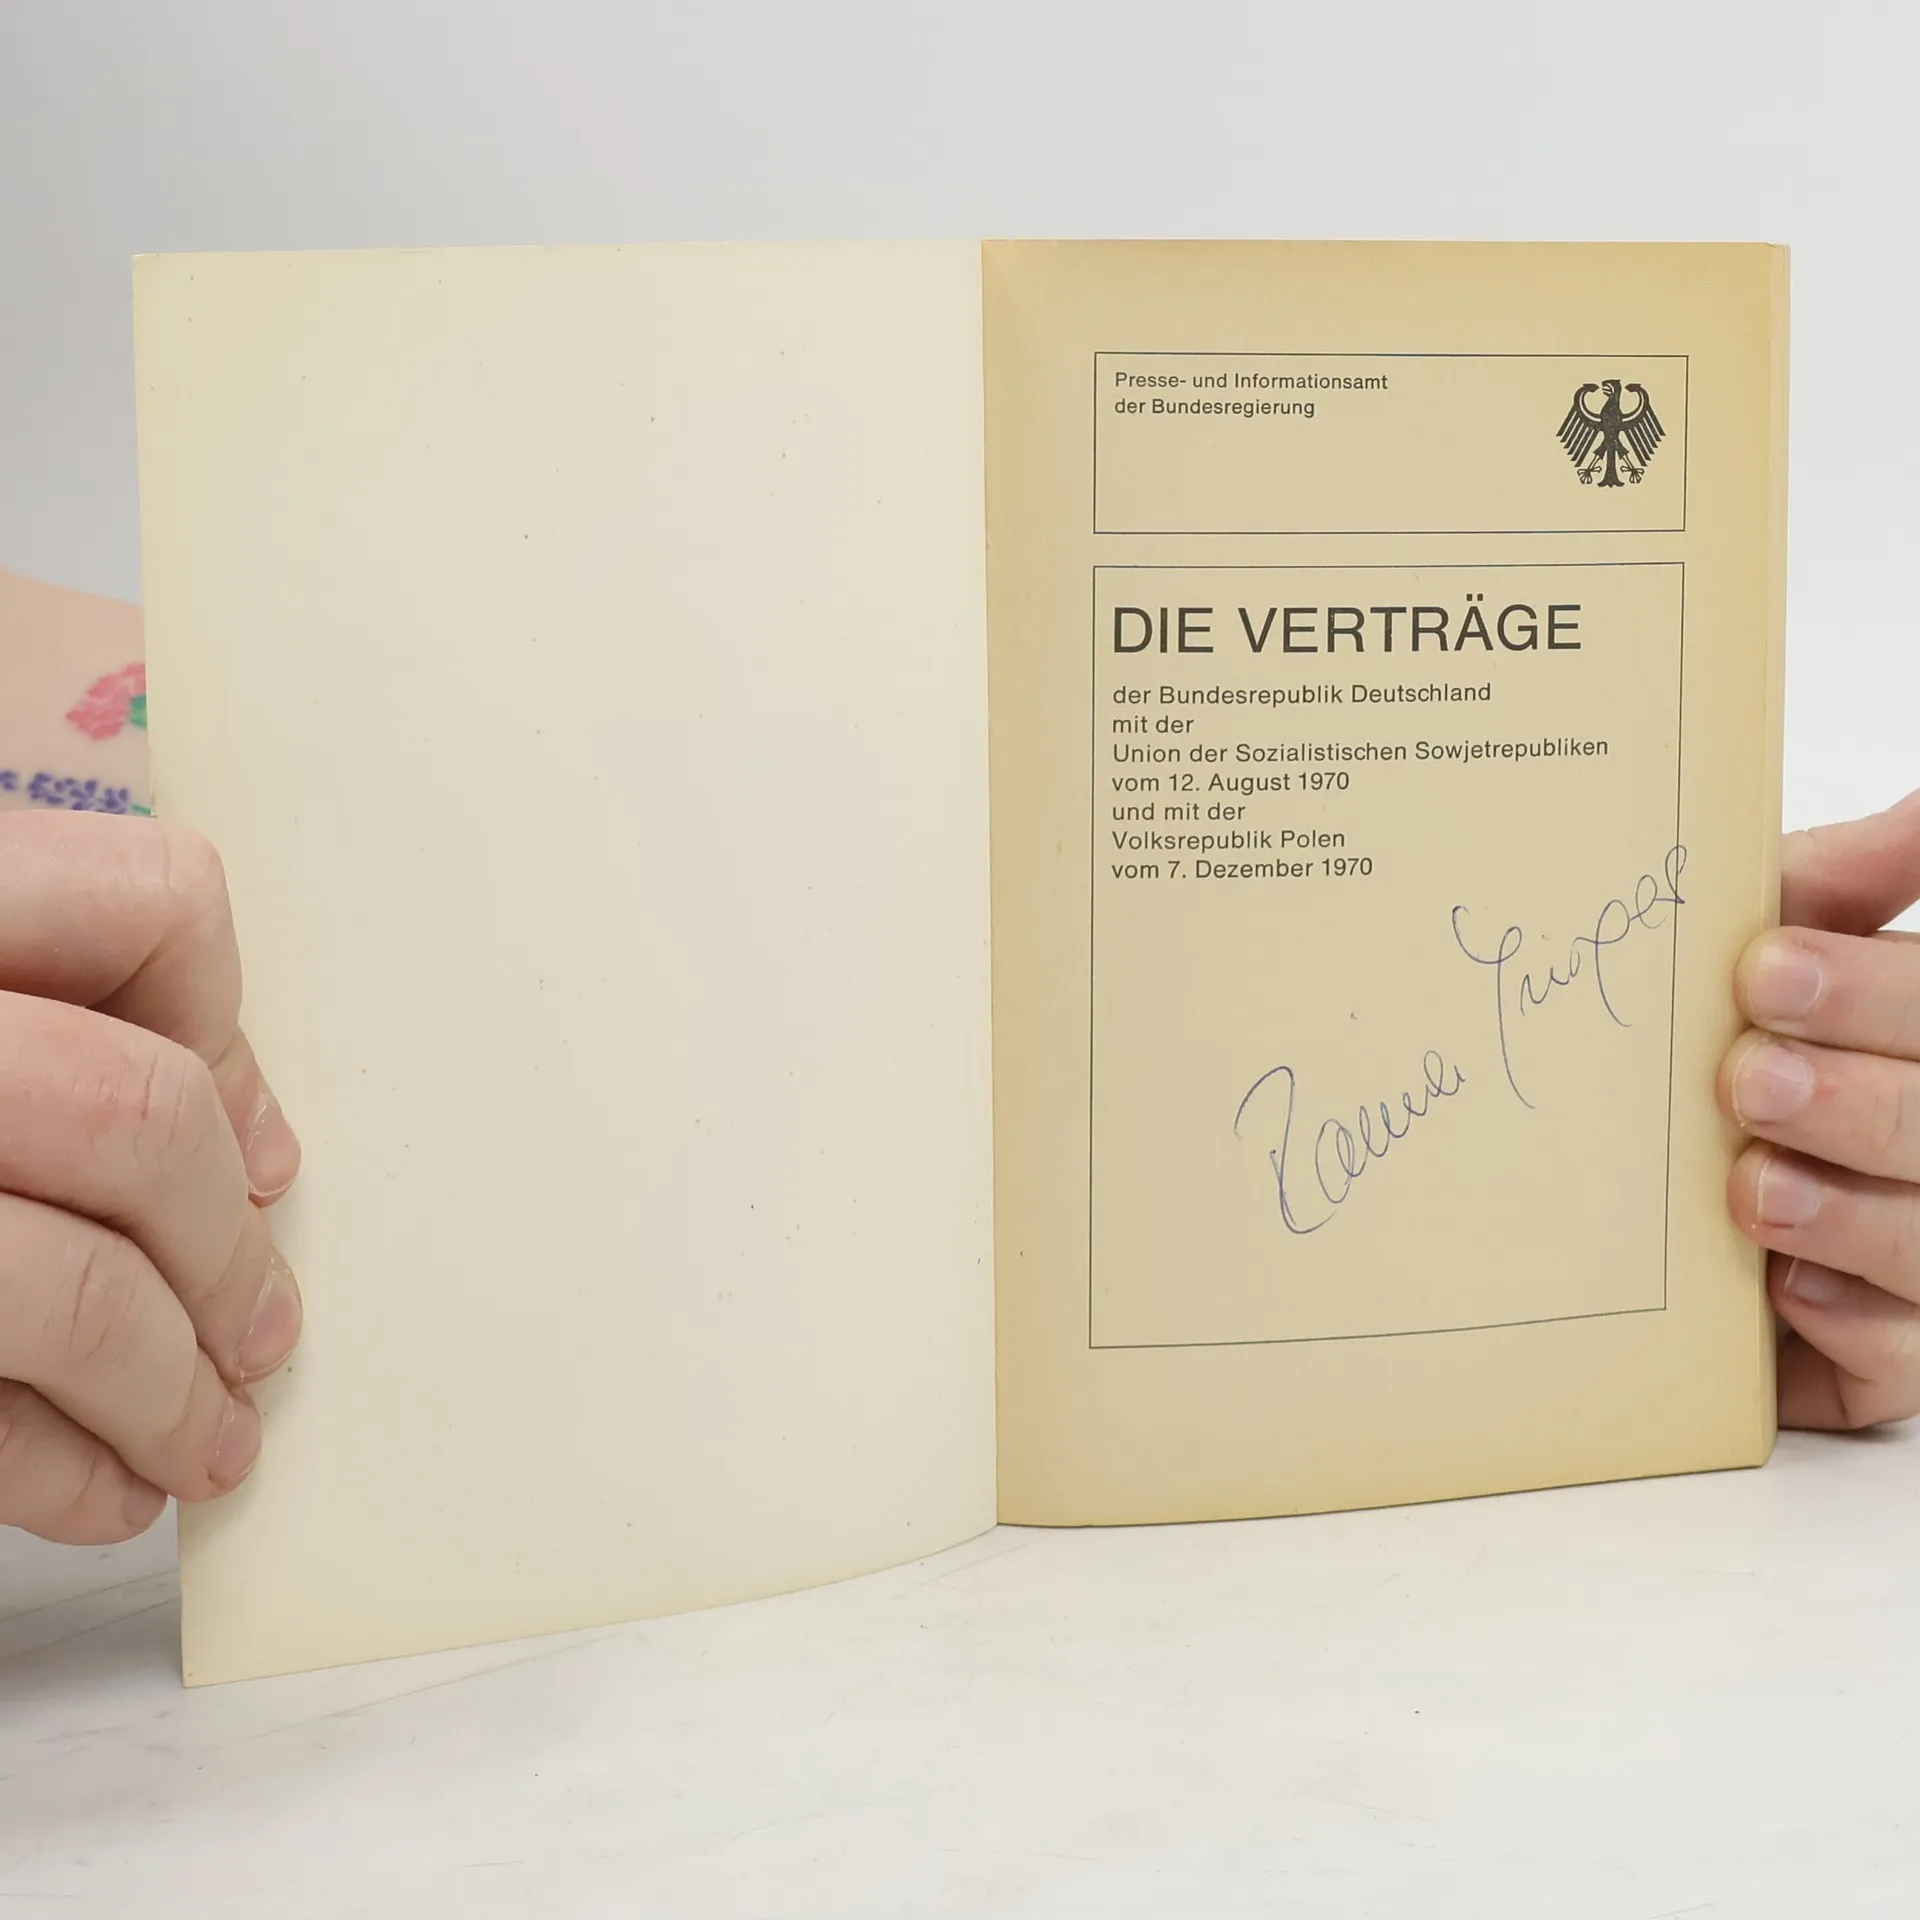 Presse- und Informationsamt
der Bundesregierung
DIE VERTRÄGE
der Bundesrepublik Deutschland
mit der
Union der Sozialistischen Sowjetrepubliken
vom 12. August 1970
und mit der
Volksrepublik Polen
vom 7. Dezember 1970